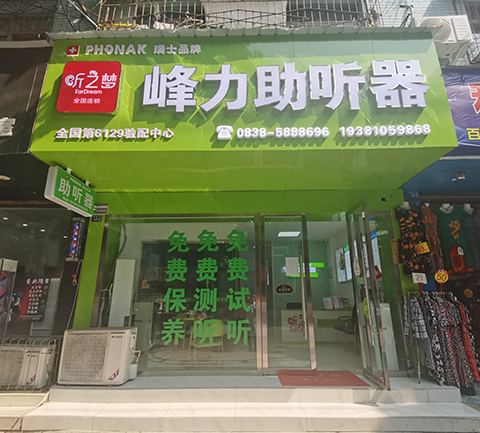 PHONAK 瑞士品牌
听之梦
EarDream
全国连锁
峰力助听器
全国第6129验配中心
☎0838-5888696 19381059868
助听器
免费保养
免费测听
免费试听
百